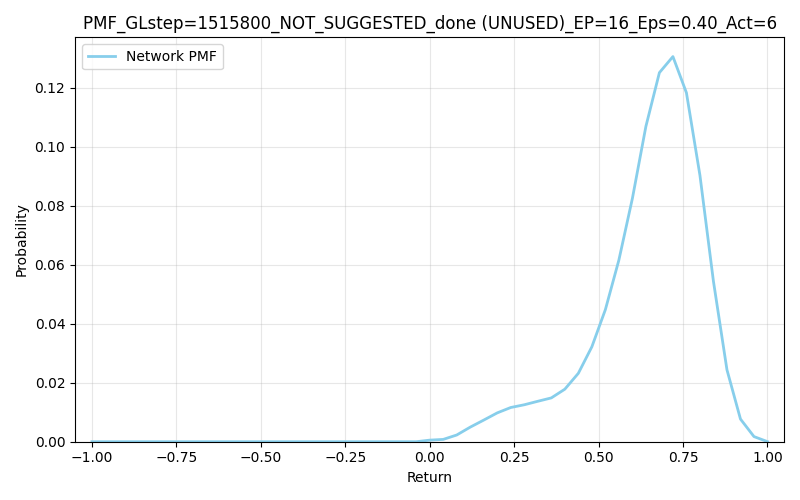 PMF_GLstep=1515800_NOT_SUGGESTED_done (UNUSED)_EP=16_Eps=0.40_Act=6
Network PMF
0.12
0.10
0.08
0.06
0.04
0.02
0.00
Probability
−1.00 −0.75 −0.50 −0.25 0.00 0.25 0.50 0.75 1.00
Return